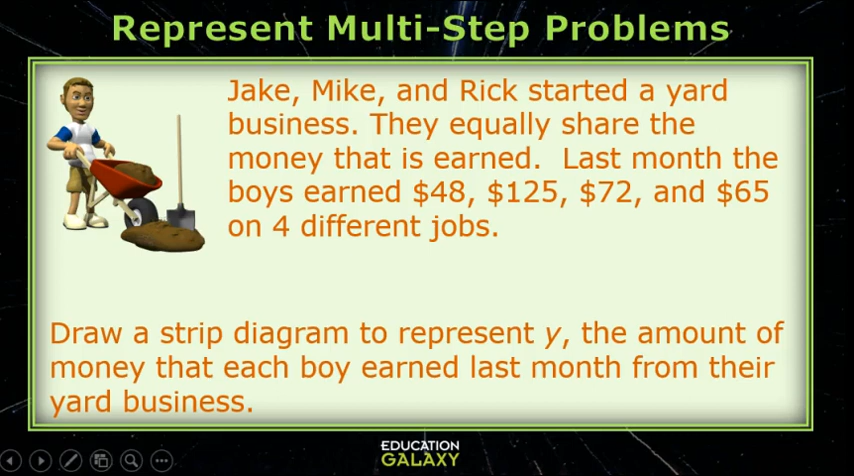 Represent Multi-Step Problems
Jake, Mike, and Rick started a yard
business. They equally share the
money that is earned.  Last month the
boys earned $48, $125, $72, and $65
on 4 different jobs.
Draw a strip diagram to represent y, the amount of
money that each boy earned last month from their
yard business.
EDUCATION
GALAXY